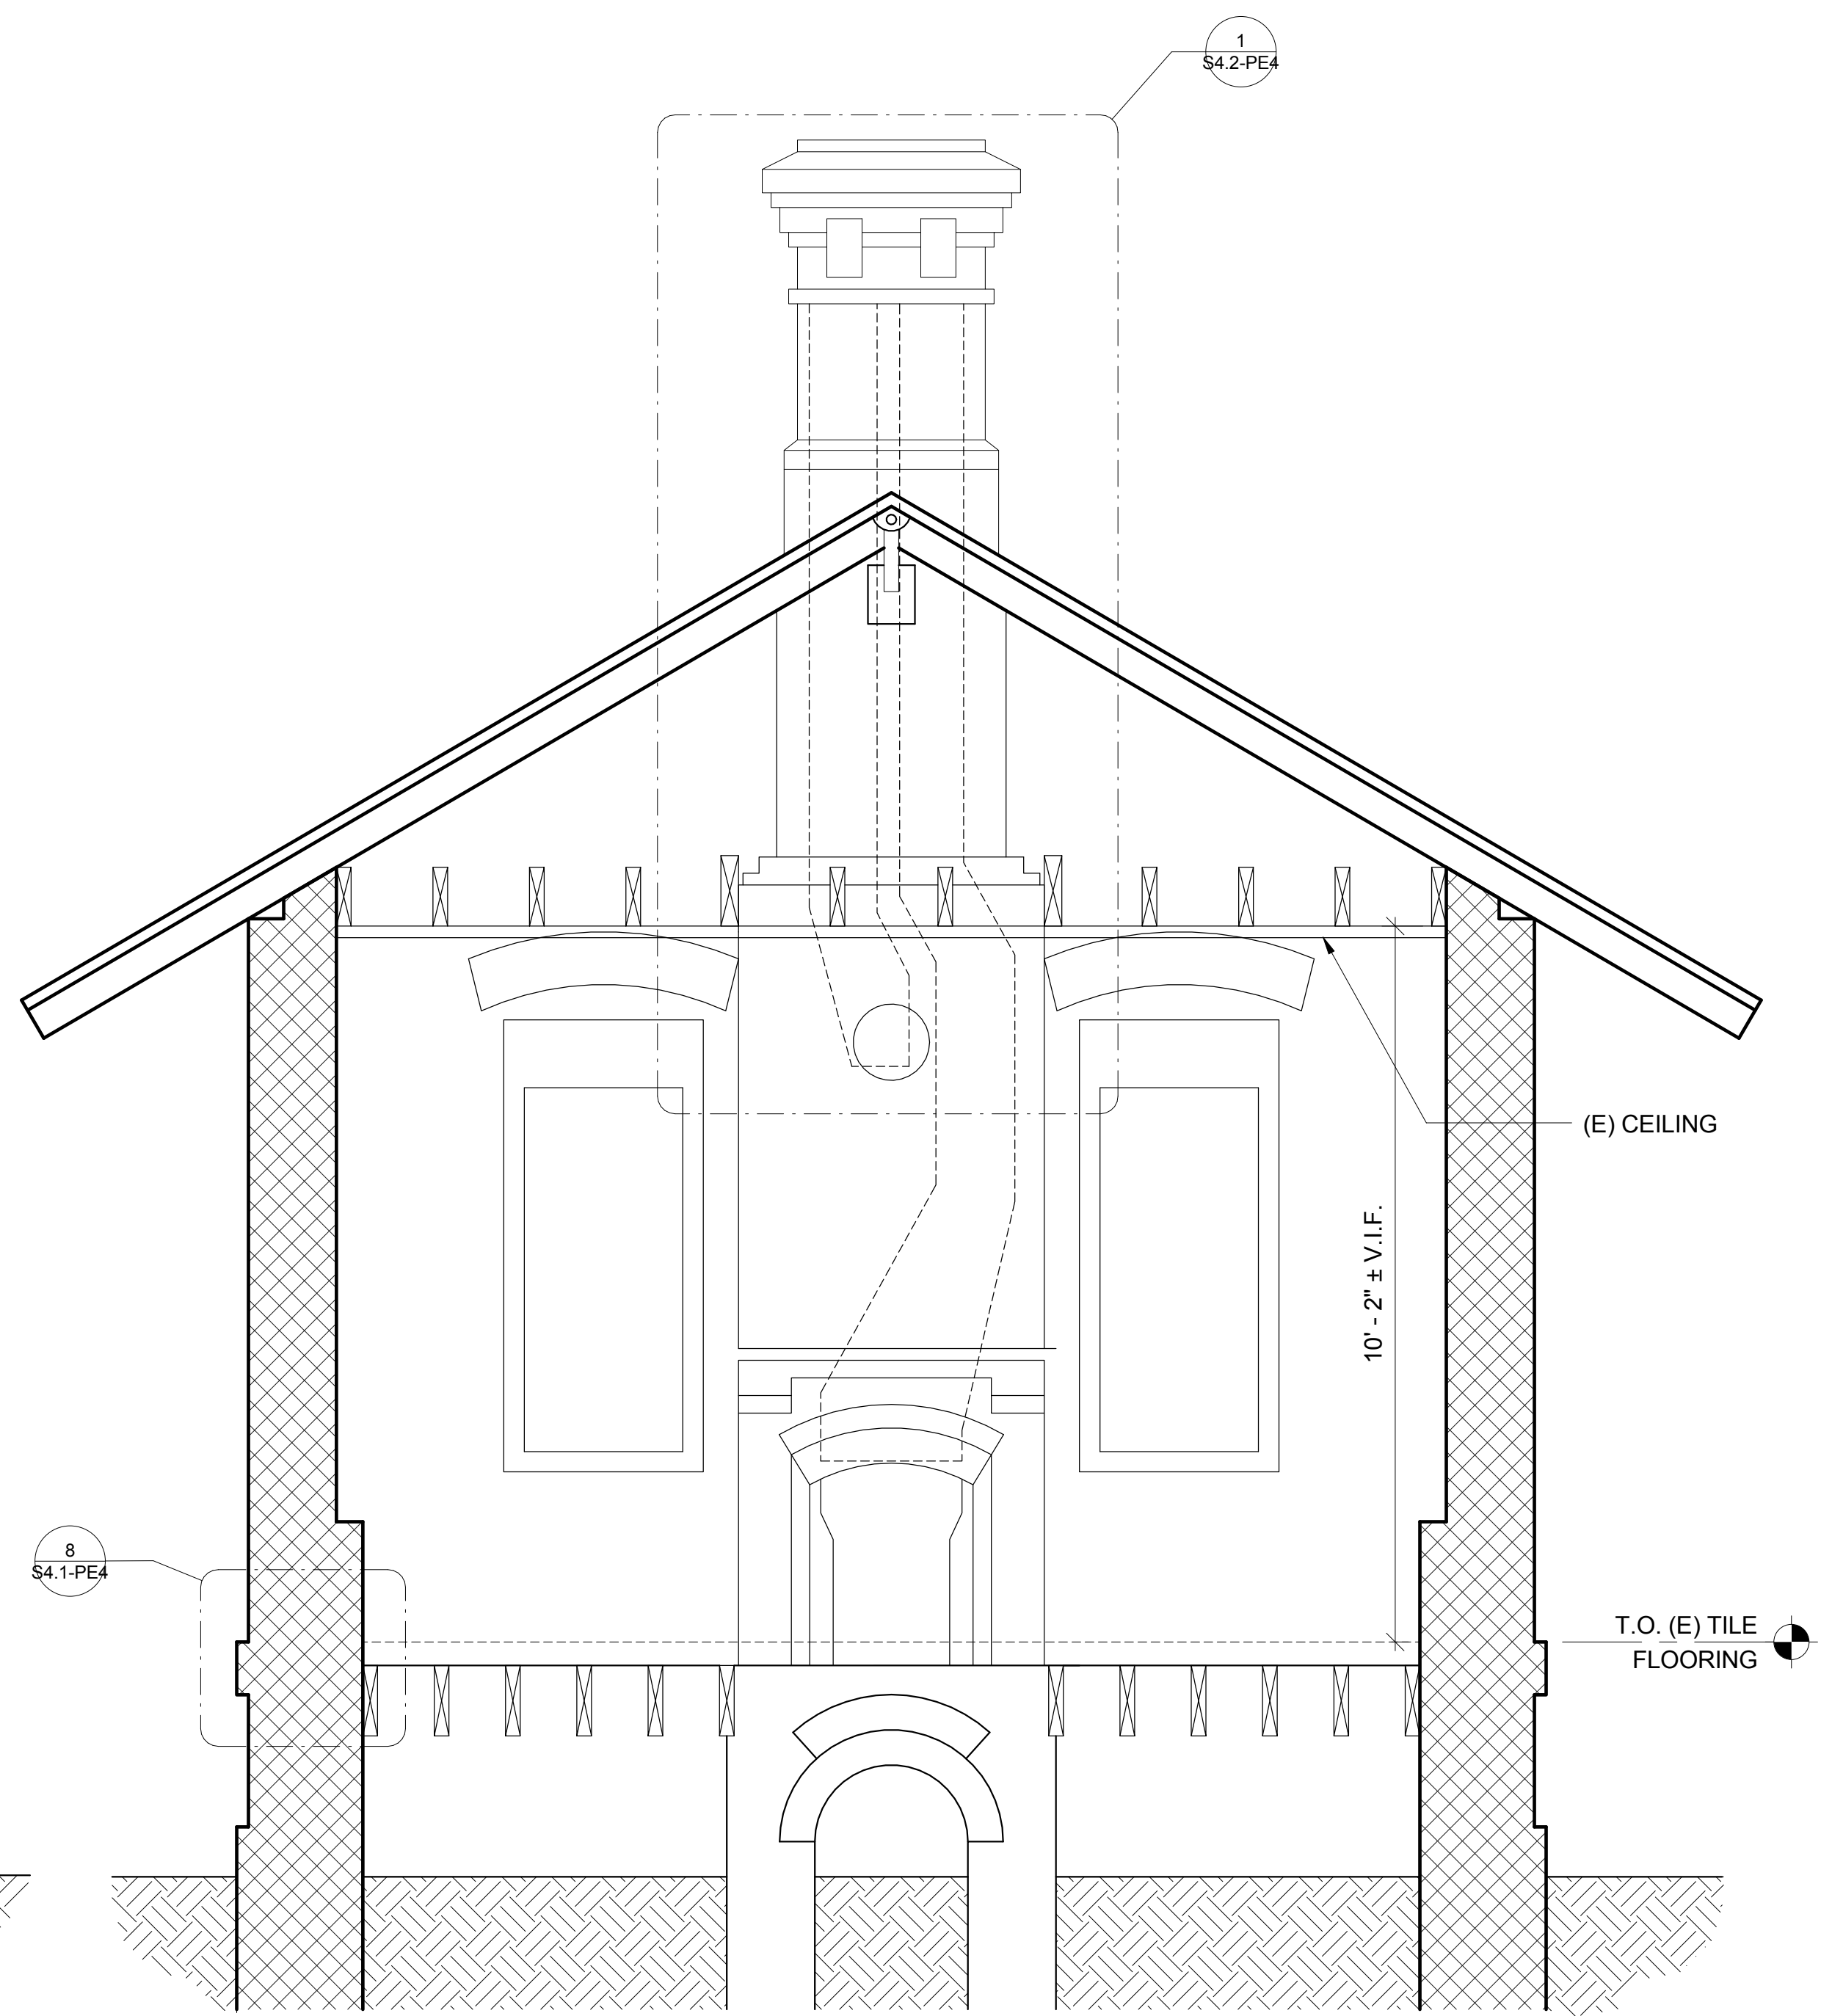 1
S4.2-PE4
(E) CEILING
10' - 2" ± V.I.F.
8
S4.1-PE4
T.O. (E) TILE
FLOORING